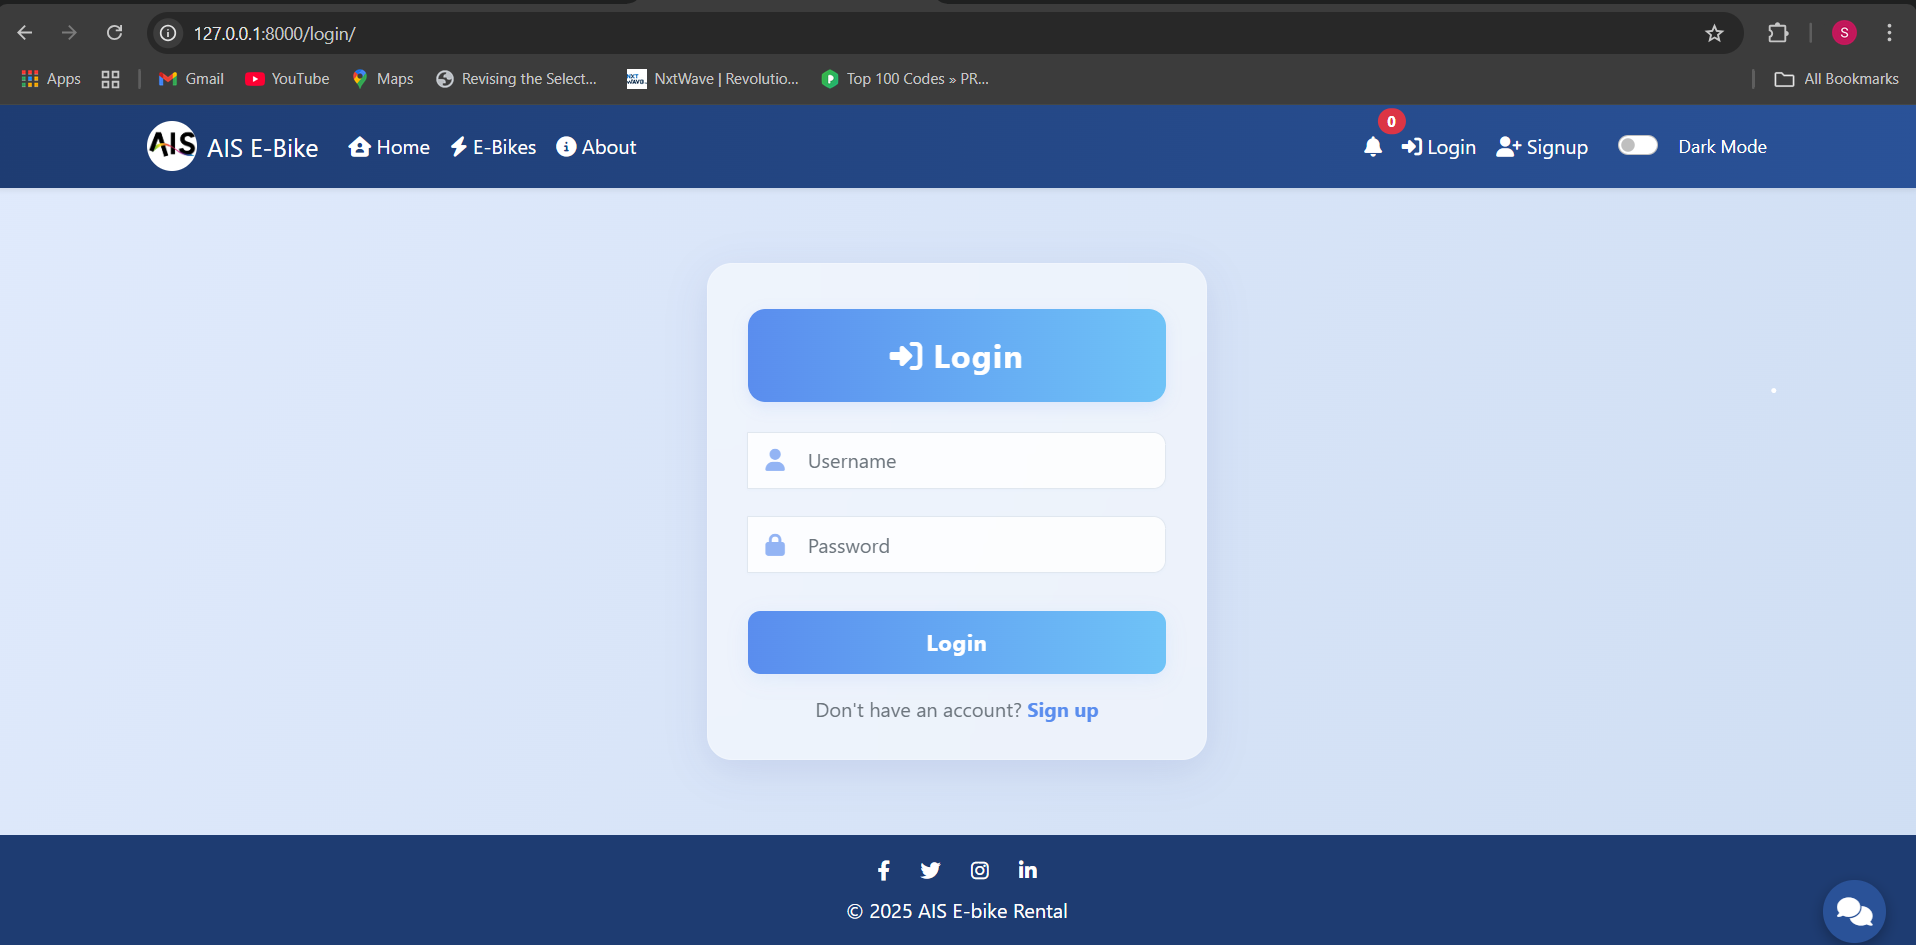 127.0.0.1:8000/login/
Apps
Gmail
YouTube
Maps
Revising the Select...
NXT WAVE
NxtWave | Revolutio...
Top 100 Codes » PR...
All Bookmarks
S
AIS
AIS E-Bike
Home
E-Bikes
About
0
Login
Signup
Dark Mode
Login
Username
Password
Login
Don't have an account? Sign up
© 2025 AIS E-bike Rental